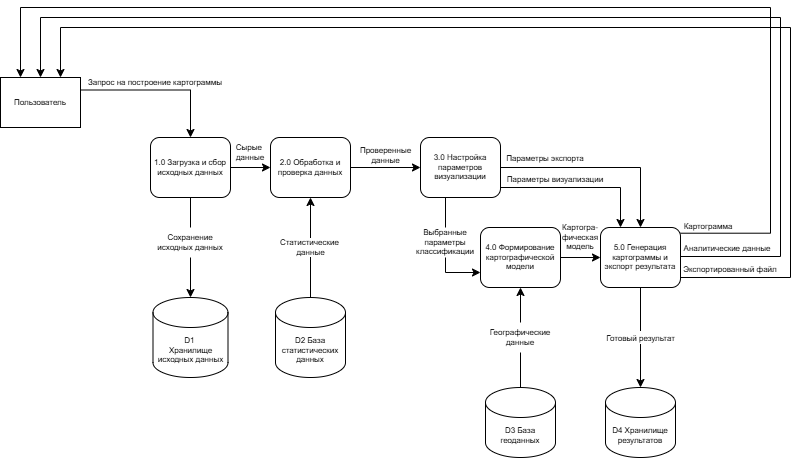 Запрос на построение картограммы
Пользователь
1.0 Загрузка и сбор
исходных данных
Сырые
данные
2.0 Обработка и
проверка данных
Проверенные
данные
3.0 Настройка
параметров
визуализации
Параметры экспорта
Параметры визуализации
Сохранение
исходных данных
Статистические
данные
Выбранные
параметры
классификации
4.0 Формирование
картографической
модели
Картогра-
фическая
модель
5.0 Генерация
картограммы и
экспорт результата
Картограмма
Аналитические данные
Экспортированный файл
D1
Хранилище
исходных данных
D2 База
статистических
данных
Географические
данные
Готовый результат
D3 База
геоданных
D4 Хранилище
результатов